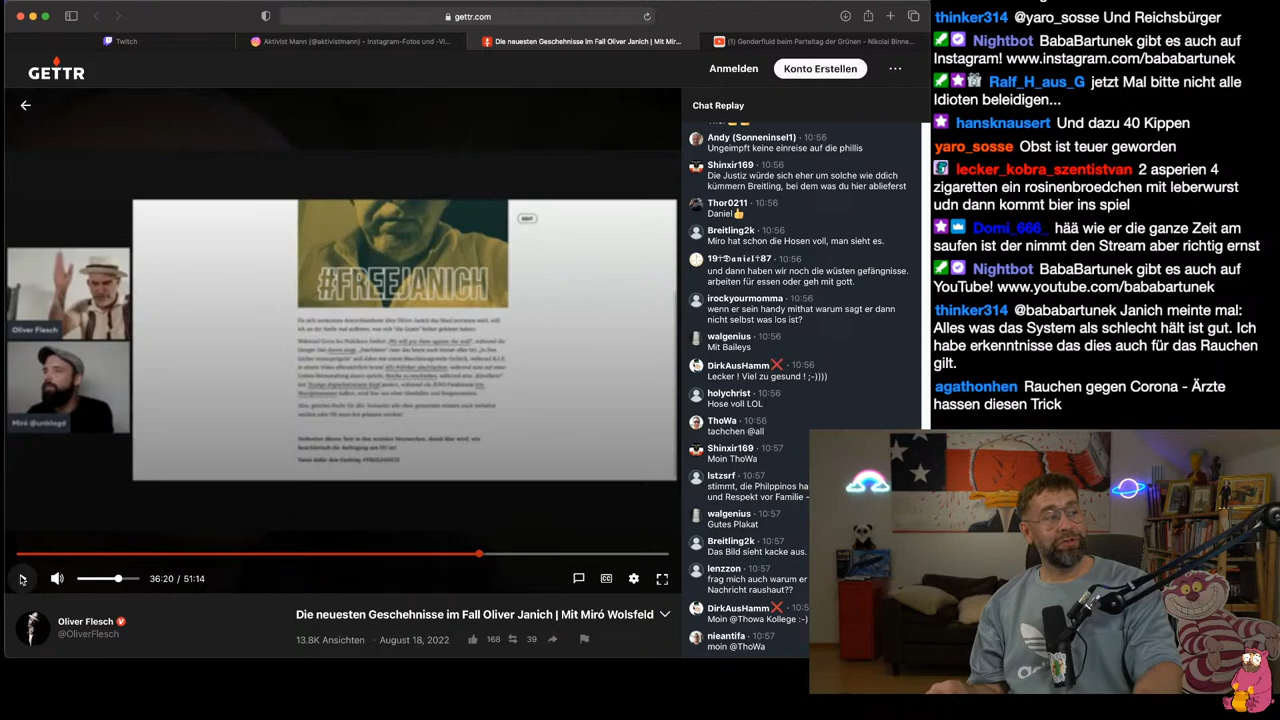 gettr.com
Twitch
Aktivist Mann (@aktivistmann) • Instagram-Fotos und -Vi...
Die neuesten Geschehnisse im Fall Oliver Janich | Mit Mir...
(1) Genderfluid beim Parteitag der Grünen - Nikolai Binne...
GETTR
Anmelden
Konto Erstellen
Chat Replay
Andy (Sonneninsel1) 10:56
Ungeimpft keine einreise auf die phillis
Shinxir169 10:56
Die Justiz würde sich eher um solche wie ddich
kümmern Breitling, bei dem was du hier ablieferst
Thor0211 10:56
Daniel👍
Breitling2k 10:56
Miro hat schon die Hosen voll, man sieht es.
19☥𝕯𝖆𝖓𝖎𝖊𝖑☥87 10:56
und dann haben wir noch die wüsten gefängnisse.
arbeiten für essen oder geh mit gott.
irockyourmomma 10:56
wenn er sein handy mithat warum sagt er dann
nicht selbst was los ist?
walgenius 10:56
Mit Baileys
DirkAusHamm❌ 10:56
Lecker ! Viel zu gesund ! ;-))))
holychrist 10:56
Hose voll LOL
ThoWa 10:56
tachchen @all
Shinxir169 10:57
Moin ThoWa
lstzsrf 10:57
stimmt, die Philppinos ha
und Respekt vor Familie -
walgenius 10:57
Gutes Plakat
Breitling2k 10:57
Das Bild sieht kacke aus.
lenzzon 10:57
frag mich auch warum er
Nachricht raushaut??
DirkAusHamm❌ 10:5
Moin @ThoWa Kollege :-)
nieantifa 10:57
moin @ThoWa
#FREEJANICH
Oliver Flesch
Miró @unblogd
36:20 / 51:14
Oliver Flesch
@OliverFlesch
Die neuesten Geschehnisse im Fall Oliver Janich | Mit Miró Wolsfeld
13.8K Ansichten • August 18, 2022
168
39
thinker314 @yaro_sosse Und Reichsbürger
Nightbot BabaBartunek gibt es auch auf
Instagram! www.instagram.com/bababartunek
Ralf_H_aus_G jetzt Mal bitte nicht alle
Idioten beleidigen...
hansknausert Und dazu 40 Kippen
yaro_sosse Obst ist teuer geworden
lecker_kobra_szentistvan 2 asperien 4
zigaretten ein rosinenbroedchen mit leberwurst
udn dann kommt bier ins spiel
Domi_666_ hää wie er die ganze Zeit am
saufen ist der nimmt den Stream aber richtig ernst
Nightbot BabaBartunek gibt es auch auf
YouTube! www.youtube.com/bababartunek
thinker314 @bababartunek Janich meinte mal:
Alles was das System als schlecht hält ist gut. Ich
habe erkenntnisse das dies auch für das Rauchen
gilt.
agathonhen Rauchen gegen Corona - Ärzte
hassen diesen Trick